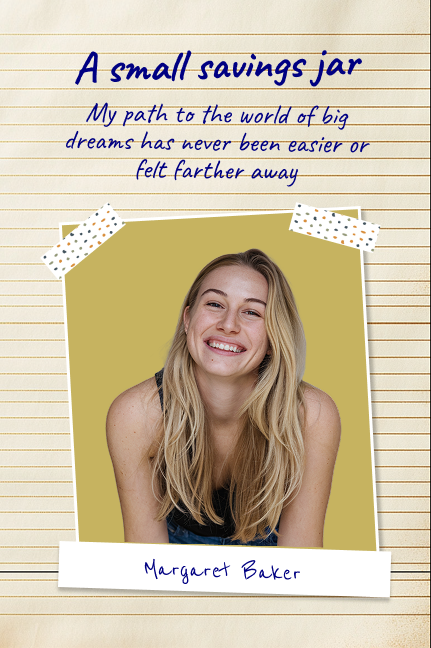 A small savings jar
My path to the world of big
dreams has never been easier or
felt farther away
Margaret Baker